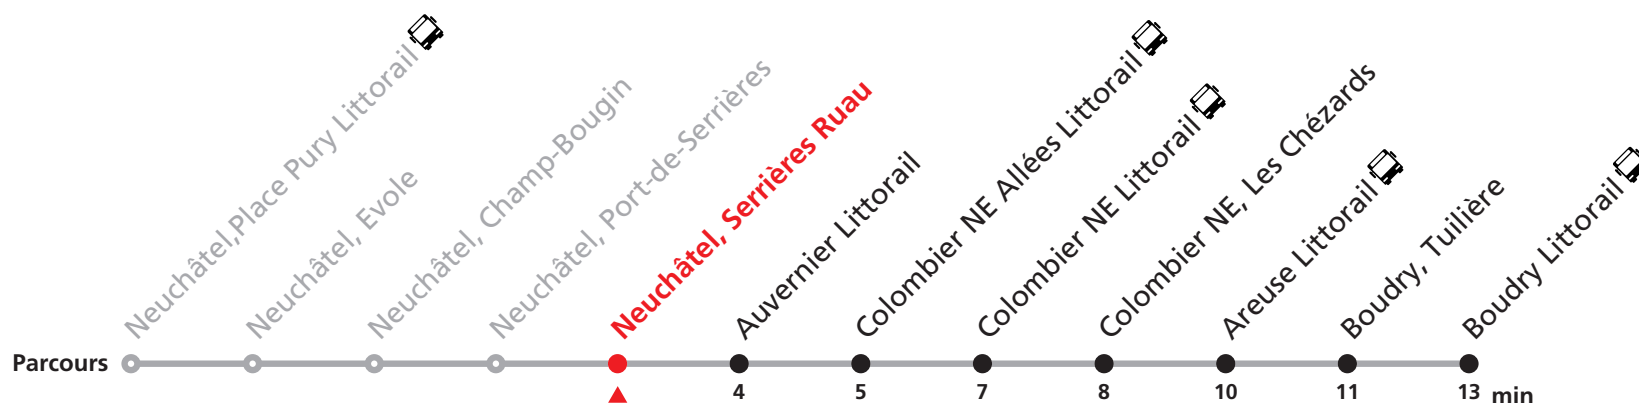 Neuchâtel,Place Pury Littorail
Neuchâtel, Evole
Neuchâtel, Champ-Bougin
Neuchâtel, Port-de-Serrières
Neuchâtel, Serrières Ruau
Auvernier Littorail
Colombier NE Allées Littorail
Colombier NE Littorail
Colombier NE, Les Chézards
Areuse Littorail
Boudry, Tuilière
Boudry Littorail
Parcours
4 5 7 8 10 11 13 min